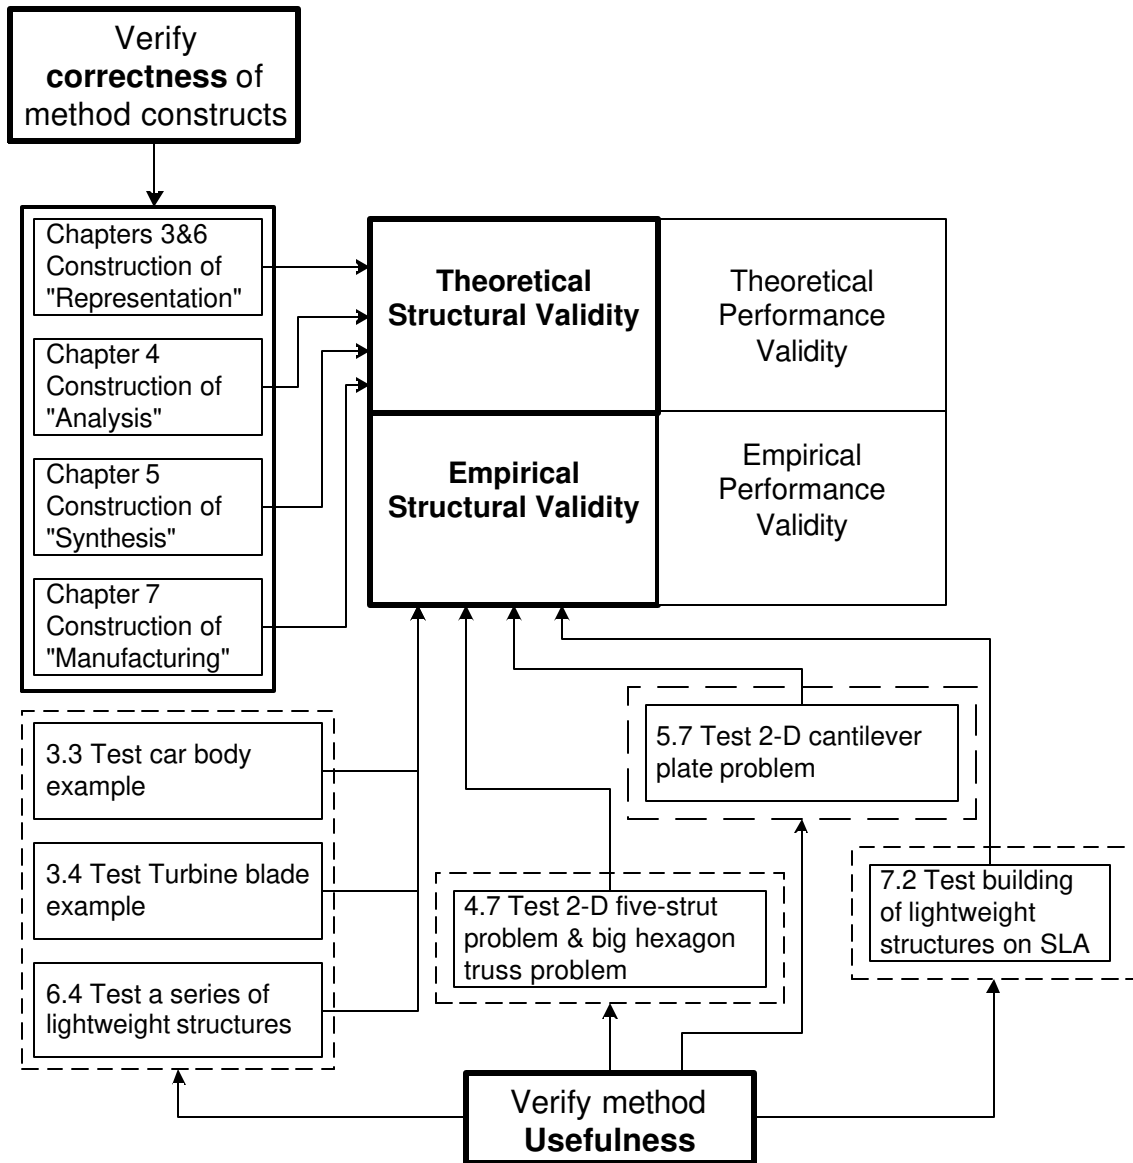 Verify
correctness of
method constructs
Chapters 3&6
Construction of
"Representation"
Chapter 4
Construction of
"Analysis"
Chapter 5
Construction of
"Synthesis"
Chapter 7
Construction of
"Manufacturing"
Theoretical
Structural Validity
Theoretical
Performance
Validity
Empirical
Structural Validity
Empirical
Performance
Validity
3.3 Test car body
example
3.4 Test Turbine blade
example
6.4 Test a series of
lightweight structures
4.7 Test 2-D five-strut
problem & big hexagon
truss problem
5.7 Test 2-D cantilever
plate problem
7.2 Test building
of lightweight
structures on SLA
Verify method
Usefulness